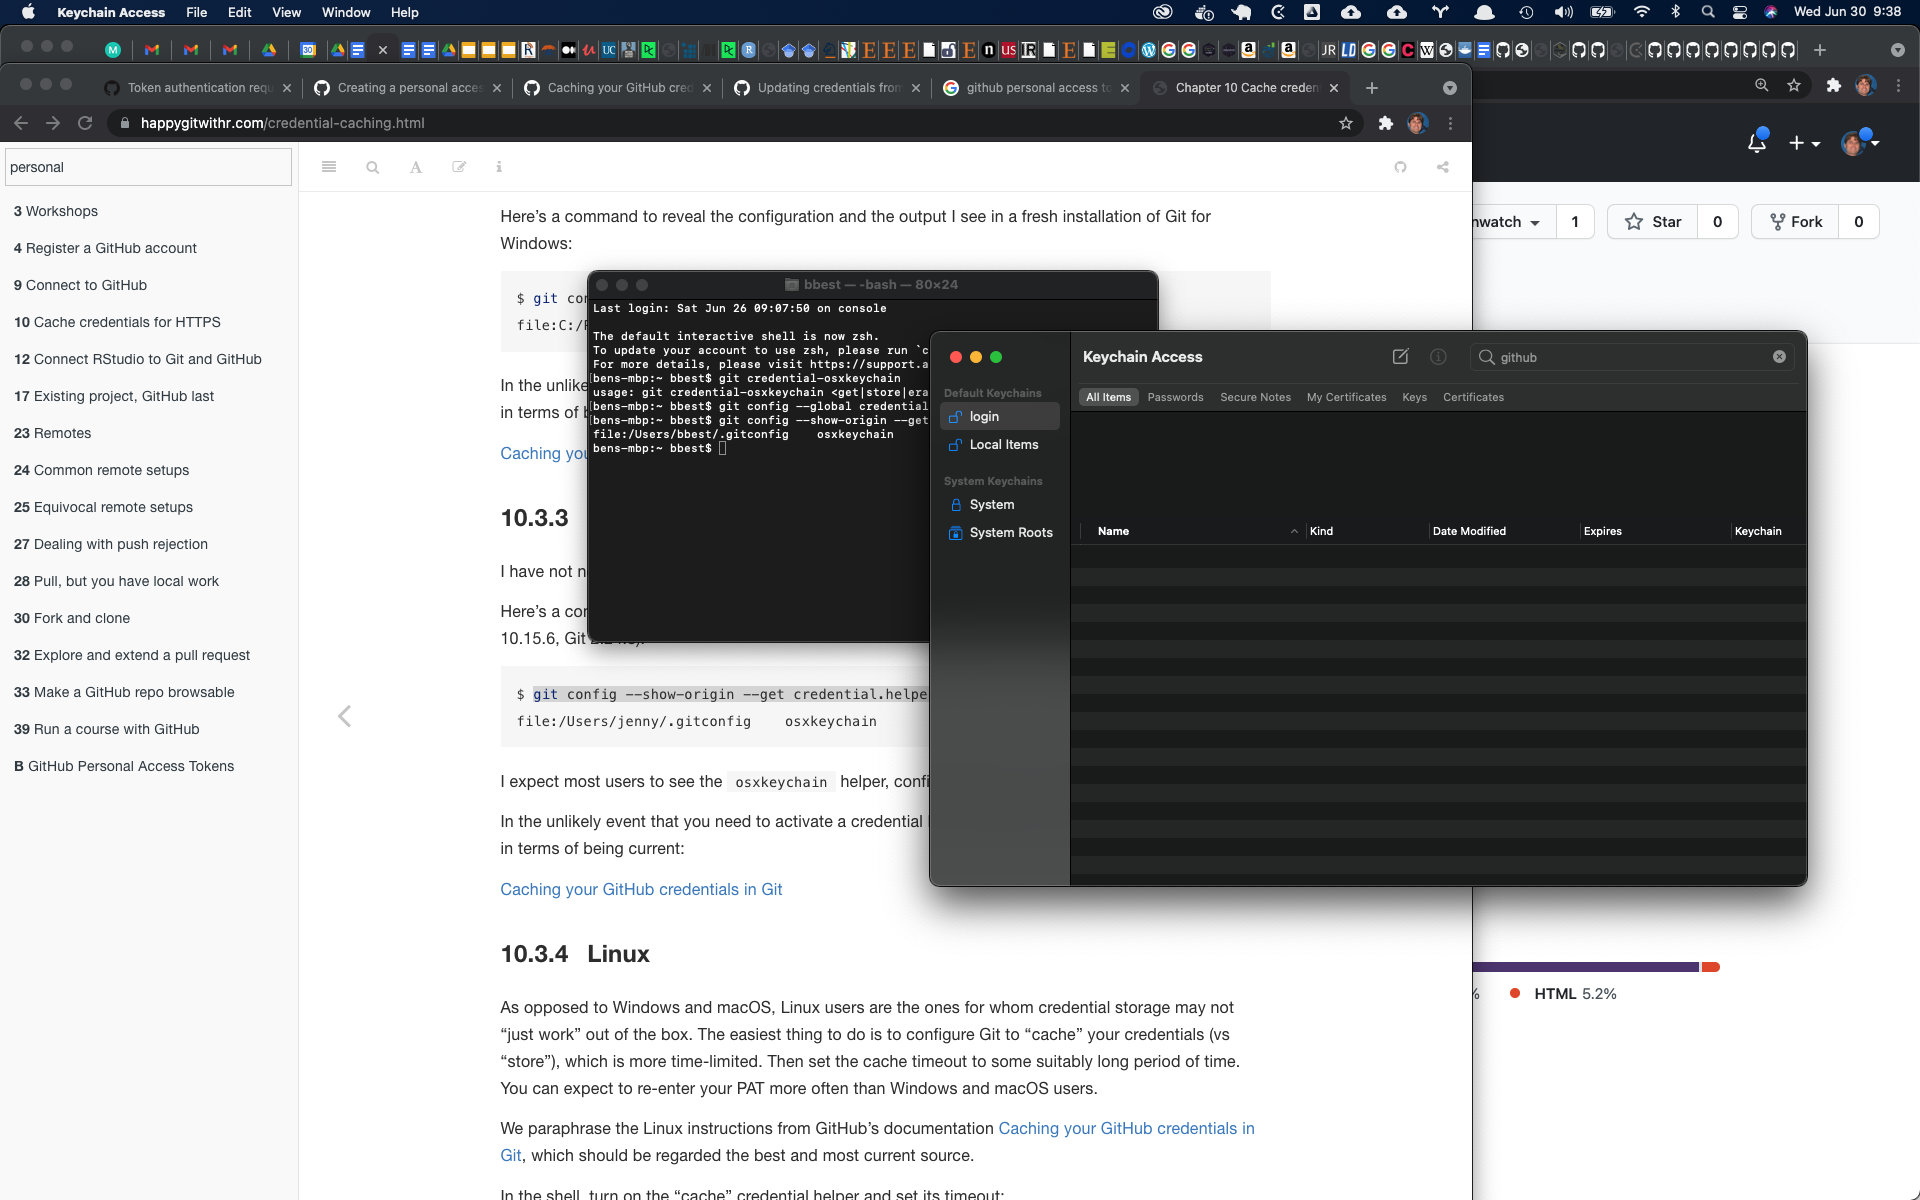 Keychain Access File Edit View Window Help
Wed Jun 30 9:38
Token authentication requ
Creating a personal acces
Caching your GitHub cred
Updating credentials from
github personal access to
Chapter 10 Cache creden
happygitwithr.com/credential-caching.html
personal
3 Workshops
4 Register a GitHub account
9 Connect to GitHub
10 Cache credentials for HTTPS
12 Connect RStudio to Git and GitHub
17 Existing project, GitHub last
23 Remotes
24 Common remote setups
25 Equivocal remote setups
27 Dealing with push rejection
28 Pull, but you have local work
30 Fork and clone
32 Explore and extend a pull request
33 Make a GitHub repo browsable
39 Run a course with GitHub
B GitHub Personal Access Tokens
Here’s a command to reveal the configuration and the output I see in a fresh installation of Git for
Windows:
$ git con
file:C:/P
In the unlike
in terms of b
Caching you
10.3.3
I have not n
Here’s a con
10.15.6, Git
$ git config --show-origin --get credential.helpe
file:/Users/jenny/.gitconfig osxkeychain
I expect most users to see the osxkeychain helper, confi
In the unlikely event that you need to activate a credential
in terms of being current:
Caching your GitHub credentials in Git
10.3.4 Linux
As opposed to Windows and macOS, Linux users are the ones for whom credential storage may not
“just work” out of the box. The easiest thing to do is to configure Git to “cache” your credentials (vs
“store”), which is more time-limited. Then set the cache timeout to some suitably long period of time.
You can expect to re-enter your PAT more often than Windows and macOS users.
We paraphrase the Linux instructions from GitHub’s documentation Caching your GitHub credentials in
Git, which should be regarded the best and most current source.
In the shell, turn on the “cache” credential helper and set its timeout:
bbest — -bash — 80×24
Last login: Sat Jun 26 09:07:50 on console
The default interactive shell is now zsh.
To update your account to use zsh, please run `c
For more details, please visit https://support.a
[bens-mbp:~ bbest$ git credential-osxkeychain
usage: git credential-osxkeychain <get|store|era
[bens-mbp:~ bbest$ git config --global credential
[bens-mbp:~ bbest$ git config --show-origin --get
file:/Users/bbest/.gitconfig osxkeychain
bens-mbp:~ bbest$
Keychain Access
github
Default Keychains
login
Local Items
System Keychains
System
System Roots
All Items Passwords Secure Notes My Certificates Keys Certificates
Name Kind Date Modified Expires Keychain
nwatch 1 Star 0 Fork 0
% HTML 5.2%